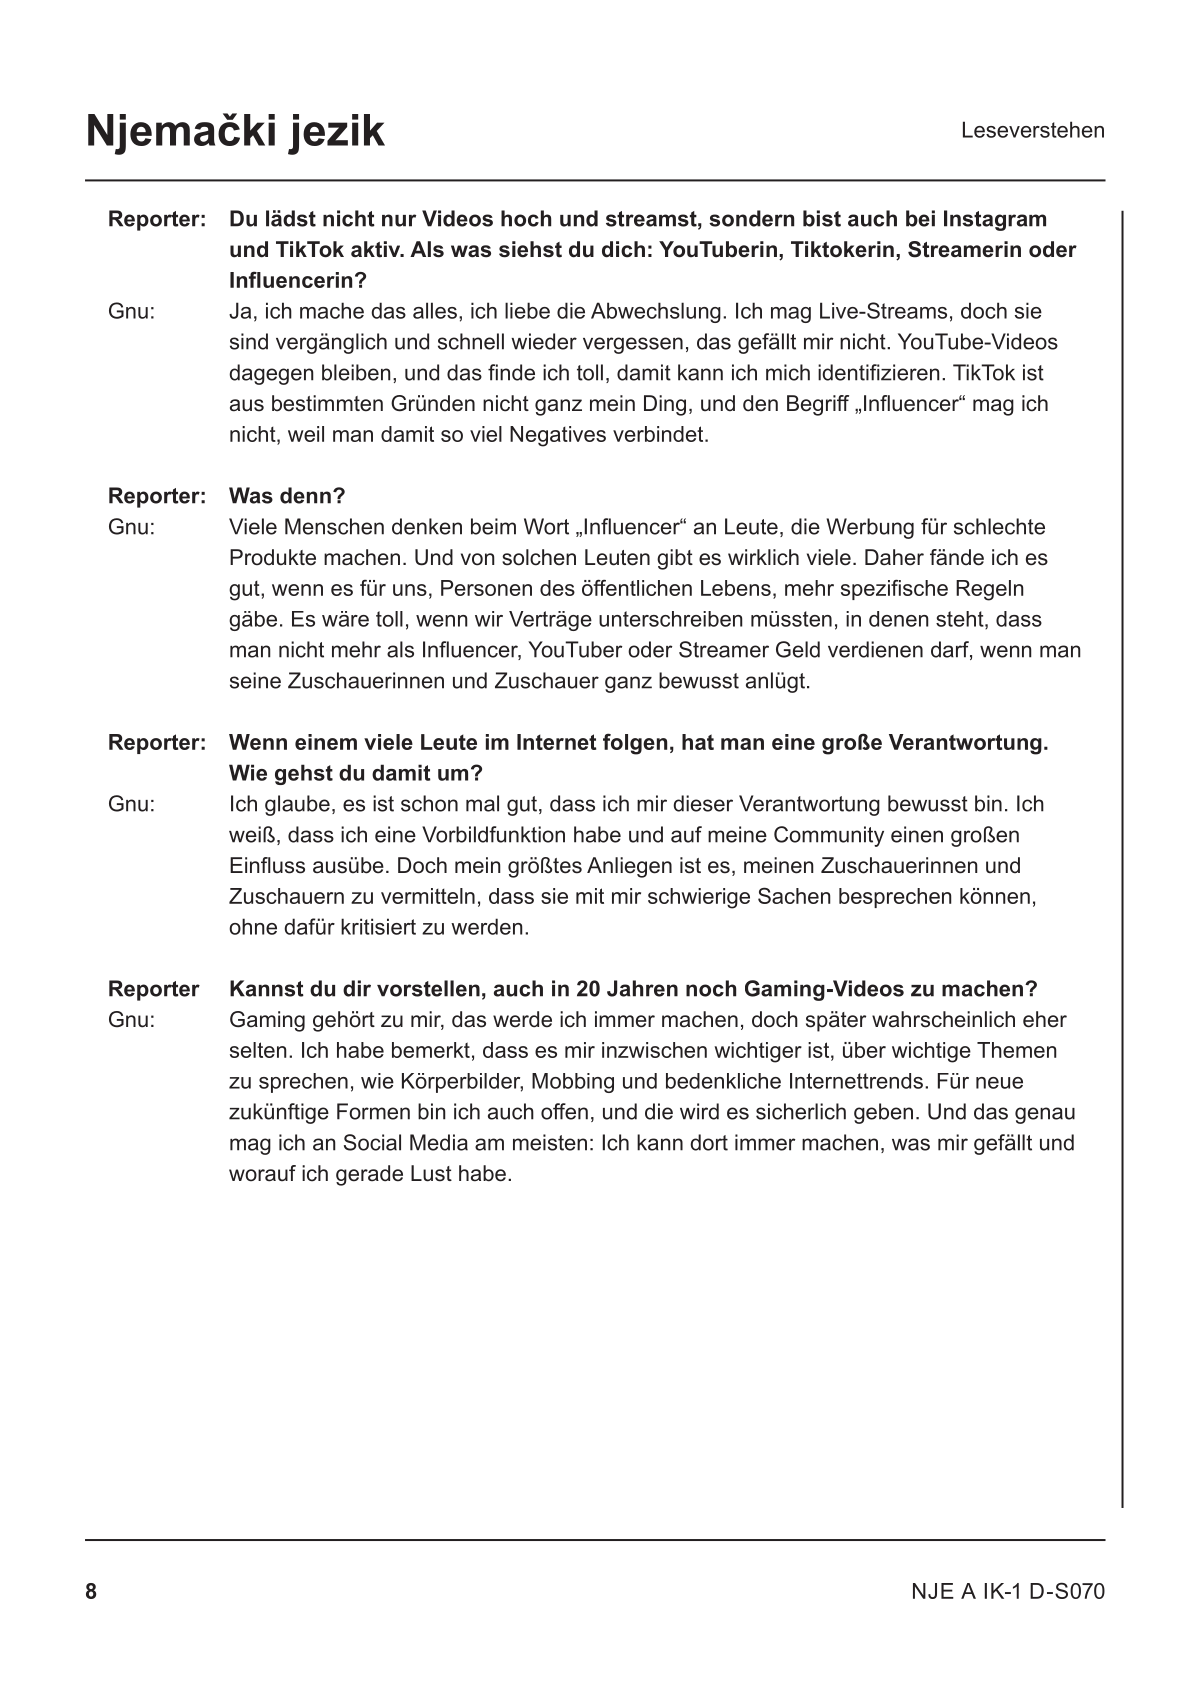 Njemački jezik
Leseverstehen
Reporter: Du lädst nicht nur Videos hoch und streamst, sondern bist auch bei Instagram
und TikTok aktiv. Als was siehst du dich: YouTuberin, Tiktokerin, Streamerin oder
Influencerin?
Gnu: Ja, ich mache das alles, ich liebe die Abwechslung. Ich mag Live-Streams, doch sie
sind vergänglich und schnell wieder vergessen, das gefällt mir nicht. YouTube-Videos
dagegen bleiben, und das finde ich toll, damit kann ich mich identifizieren. TikTok ist
aus bestimmten Gründen nicht ganz mein Ding, und den Begriff „Influencer“ mag ich
nicht, weil man damit so viel Negatives verbindet.
Reporter: Was denn?
Gnu: Viele Menschen denken beim Wort „Influencer“ an Leute, die Werbung für schlechte
Produkte machen. Und von solchen Leuten gibt es wirklich viele. Daher fände ich es
gut, wenn es für uns, Personen des öffentlichen Lebens, mehr spezifische Regeln
gäbe. Es wäre toll, wenn wir Verträge unterschreiben müssten, in denen steht, dass
man nicht mehr als Influencer, YouTuber oder Streamer Geld verdienen darf, wenn man
seine Zuschauerinnen und Zuschauer ganz bewusst anlügt.
Reporter: Wenn einem viele Leute im Internet folgen, hat man eine große Verantwortung.
Wie gehst du damit um?
Gnu: Ich glaube, es ist schon mal gut, dass ich mir dieser Verantwortung bewusst bin. Ich
weiß, dass ich eine Vorbildfunktion habe und auf meine Community einen großen
Einfluss ausübe. Doch mein größtes Anliegen ist es, meinen Zuschauerinnen und
Zuschauern zu vermitteln, dass sie mit mir schwierige Sachen besprechen können,
ohne dafür kritisiert zu werden.
Reporter Kannst du dir vorstellen, auch in 20 Jahren noch Gaming-Videos zu machen?
Gnu: Gaming gehört zu mir, das werde ich immer machen, doch später wahrscheinlich eher
selten. Ich habe bemerkt, dass es mir inzwischen wichtiger ist, über wichtige Themen
zu sprechen, wie Körperbilder, Mobbing und bedenkliche Internettrends. Für neue
zukünftige Formen bin ich auch offen, und die wird es sicherlich geben. Und das genau
mag ich an Social Media am meisten: Ich kann dort immer machen, was mir gefällt und
worauf ich gerade Lust habe.
8
NJE A IK-1 D-S070